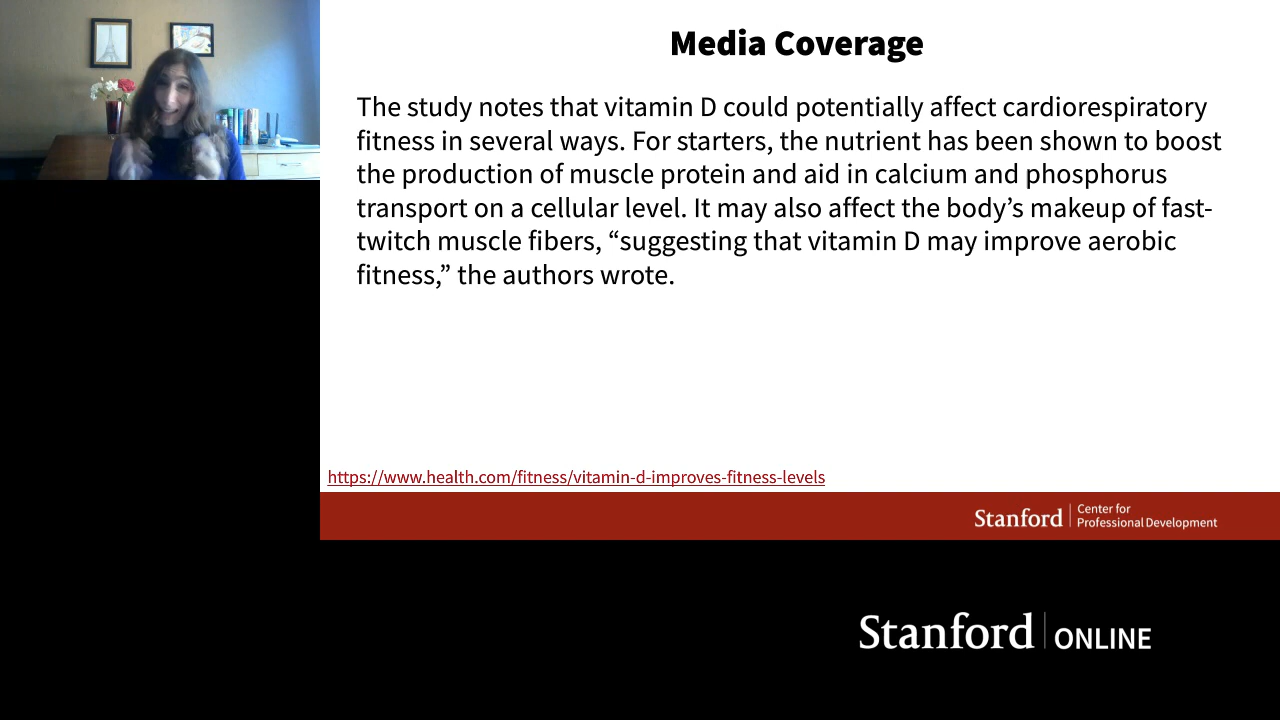 Media Coverage
The study notes that vitamin D could potentially affect cardiorespiratory
fitness in several ways. For starters, the nutrient has been shown to boost
the production of muscle protein and aid in calcium and phosphorus
transport on a cellular level. It may also affect the body’s makeup of fast-
twitch muscle fibers, “suggesting that vitamin D may improve aerobic
fitness,” the authors wrote.
https://www.health.com/fitness/vitamin-d-improves-fitness-levels
Stanford
Center for
Professional Development
Stanford ONLINE